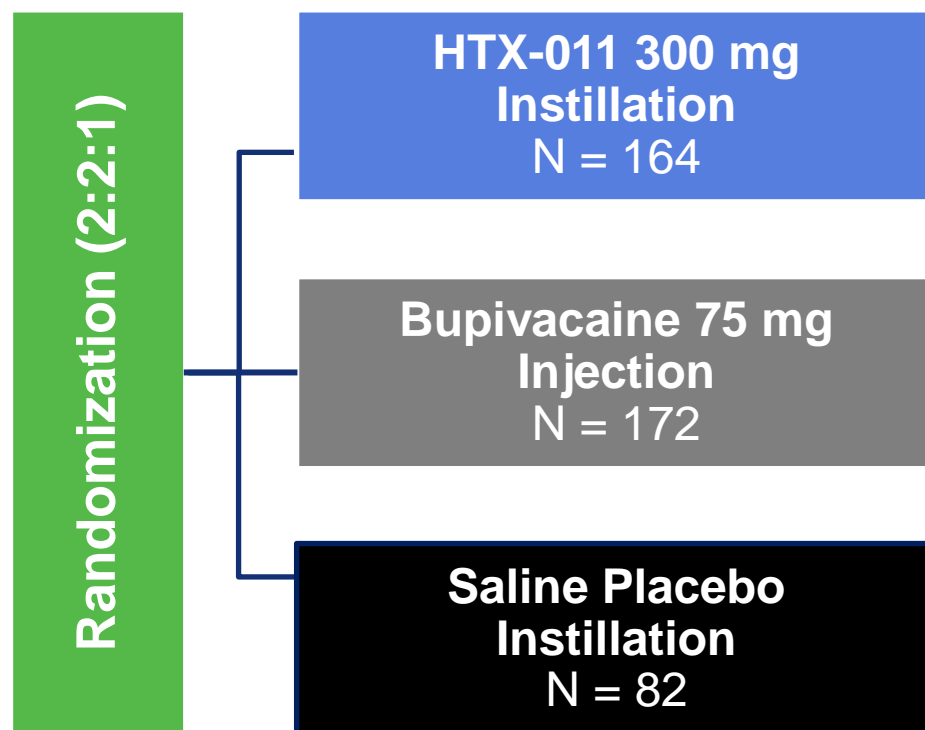 Randomization (2:2:1)
HTX-011 300 mg
Instillation
N = 164
Bupivacaine 75 mg
Injection
N = 172
Saline Placebo
Instillation
N = 82